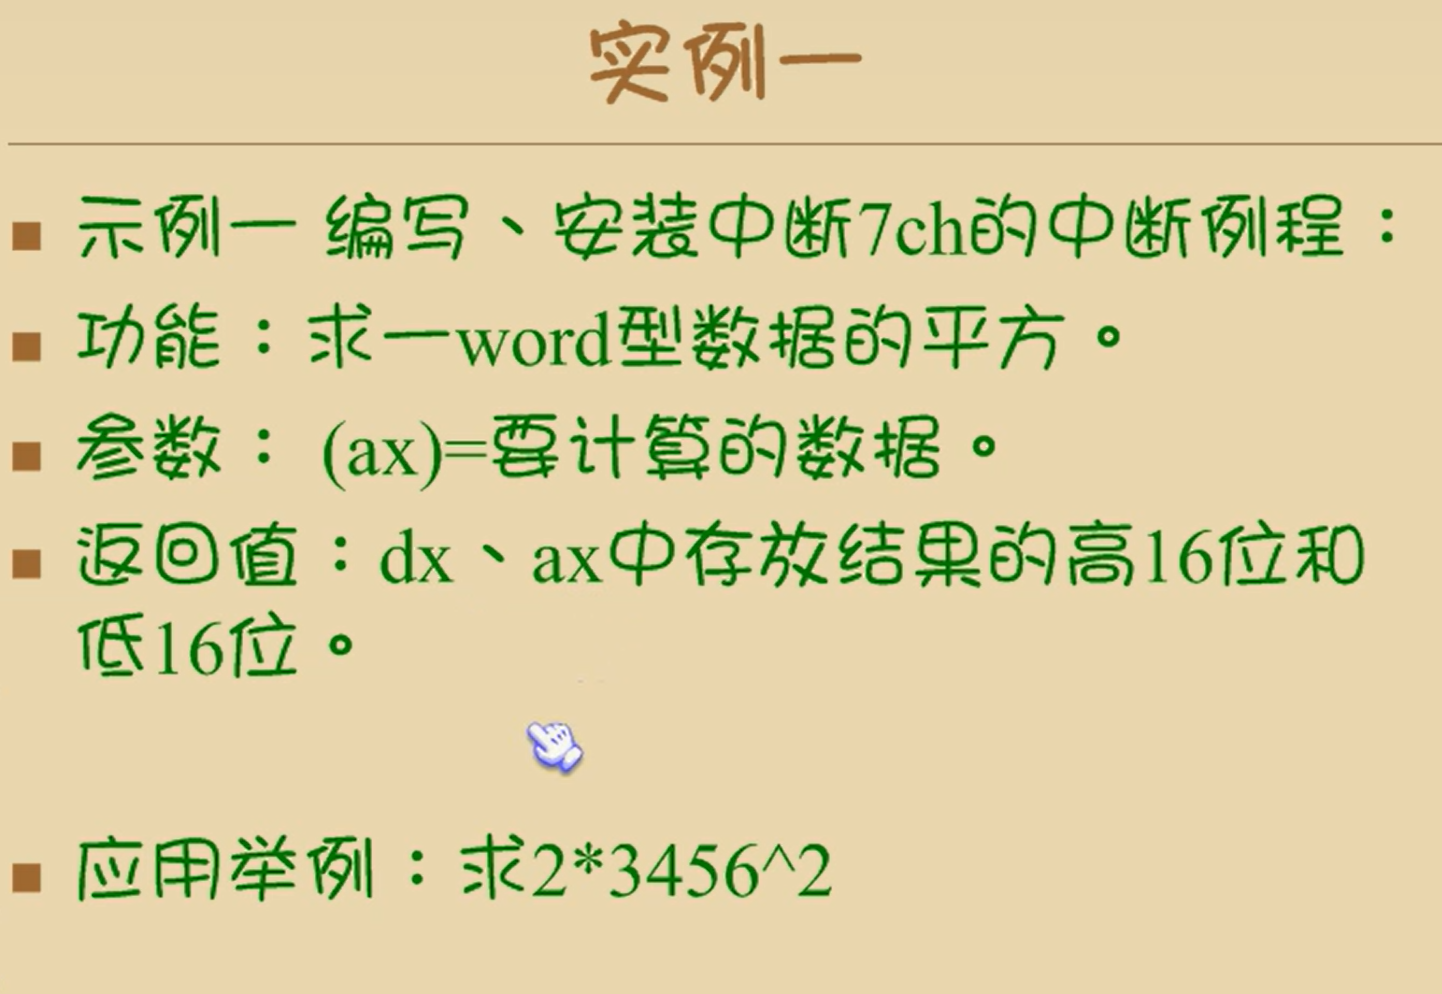 实例一
示例一 编写、安装中断7ch的中断例程：
功能：求一word型数据的平方。
参数： (ax)=要计算的数据。
返回值：dx、ax中存放结果的高16位和
低16位。
应用举例：求2*3456^2